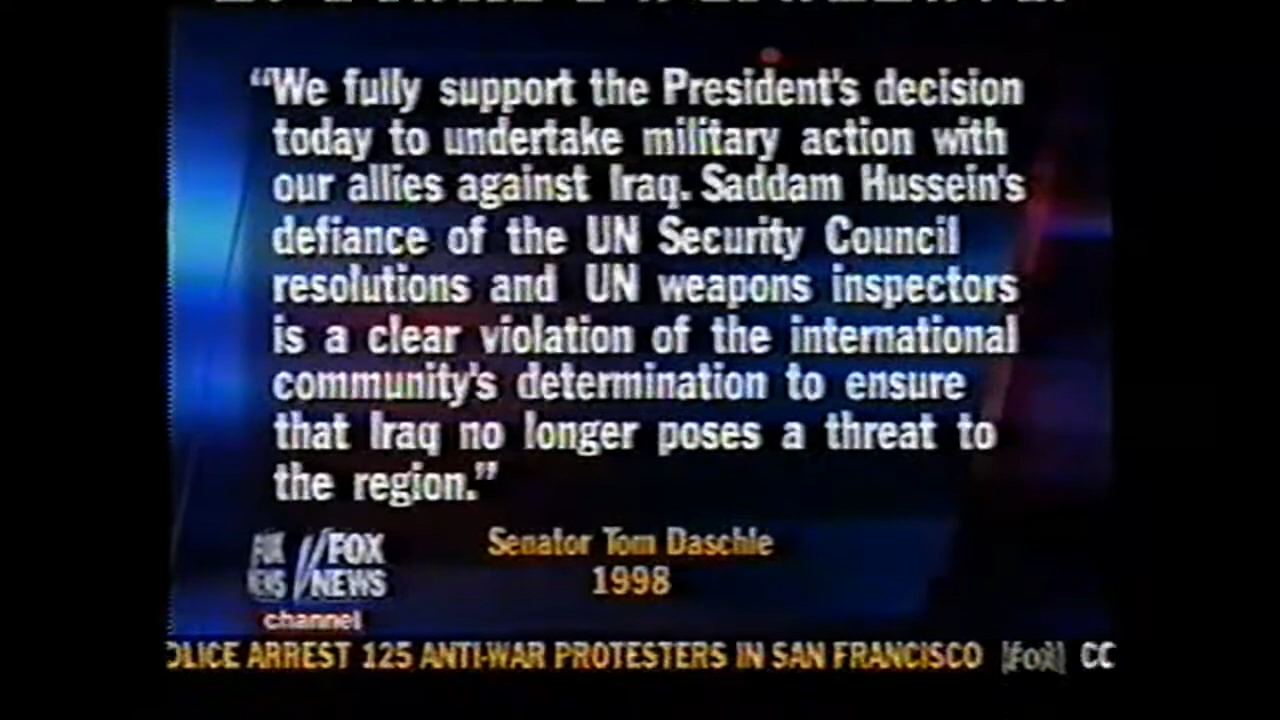 “We fully support the President's decision
today to undertake military action with
our allies against Iraq. Saddam Hussein's
defiance of the UN Security Council
resolutions and UN weapons inspectors
is a clear violation of the international
community's determination to ensure
that Iraq no longer poses a threat to
the region.”
Senator Tom Daschle
1998
FOX
NEWS
channel
OLICE ARREST 125 ANTI-WAR PROTESTERS IN SAN FRANCISCO [FOX] CC